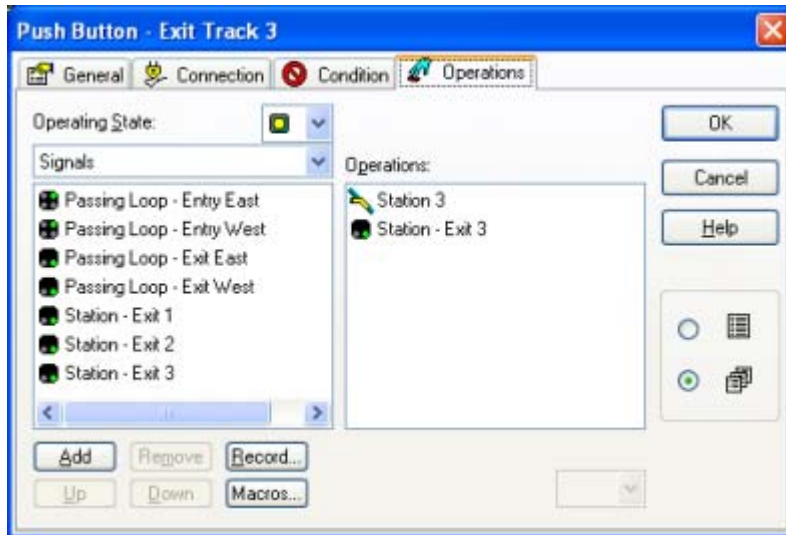 Push Button - Exit Track 3
General Connection Condition Operations
Operating State:
Signals
Operations:
Passing Loop - Entry East
Passing Loop - Entry West
Passing Loop - Exit East
Passing Loop - Exit West
Station - Exit 1
Station - Exit 2
Station - Exit 3
Station 3
Station - Exit 3
OK
Cancel
Help
Add Remove Record...
Up Down Macros...